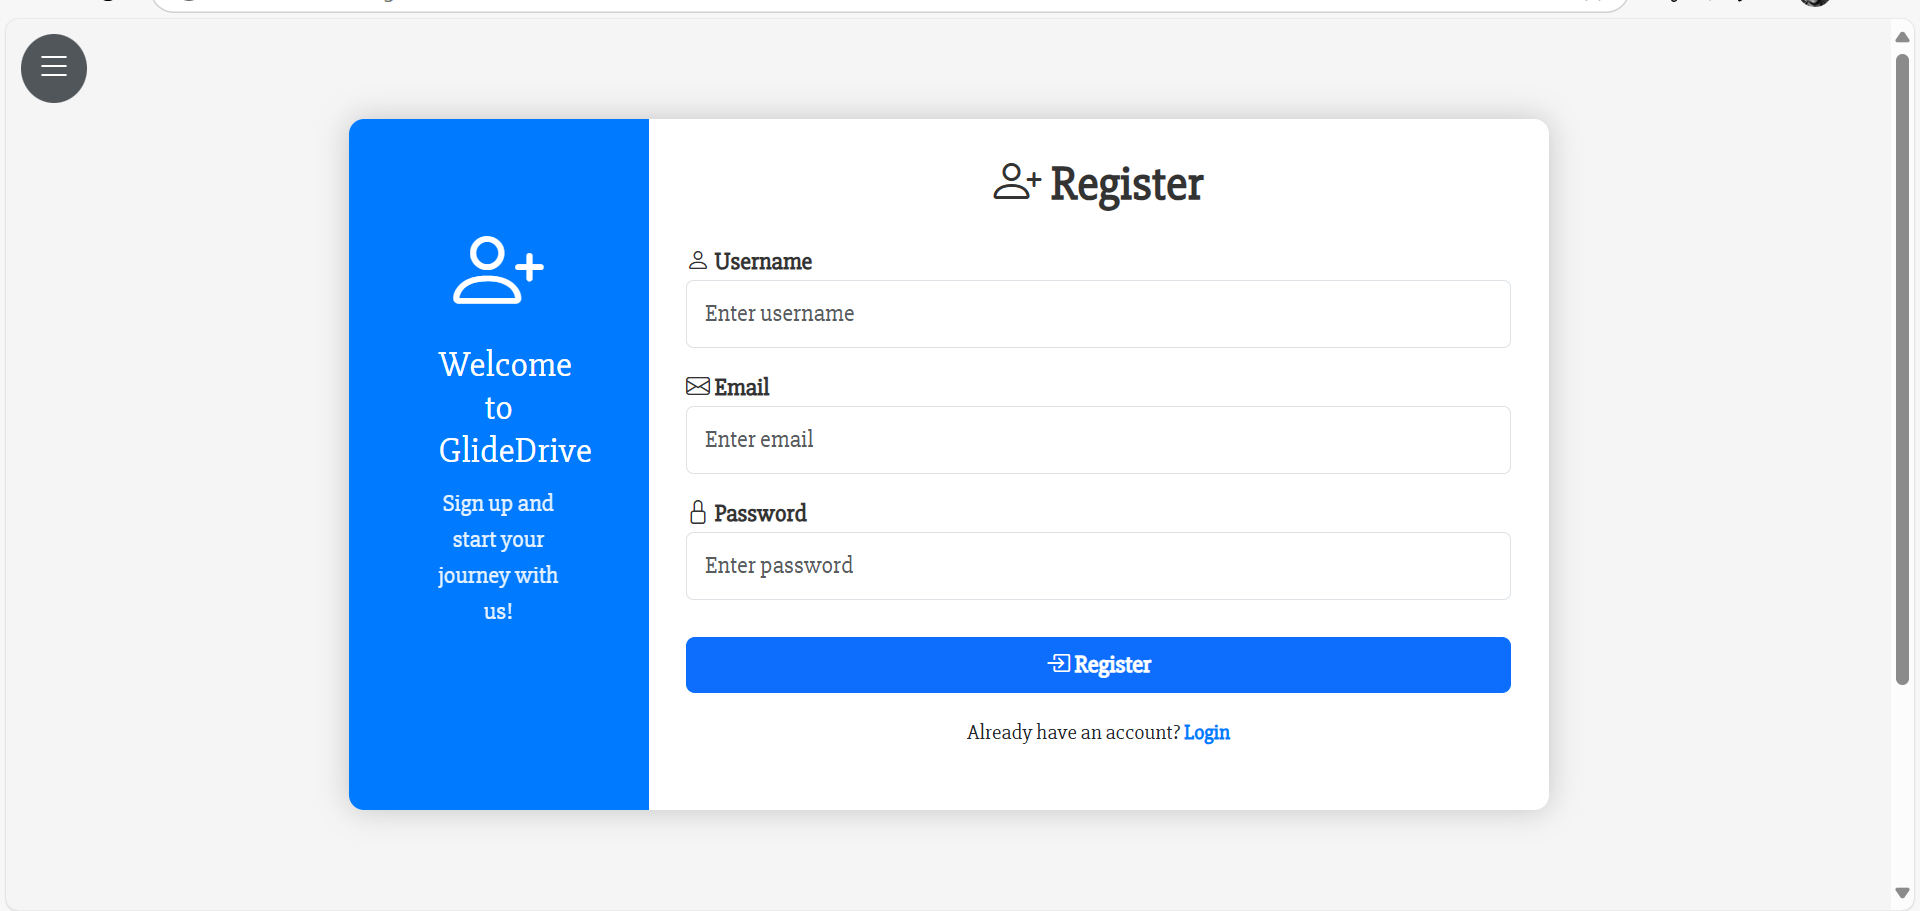 Welcome
to
GlideDrive
Sign up and
start your
journey with
us!
Register
Username
Enter username
Email
Enter email
Password
Enter password
Register
Already have an account? Login